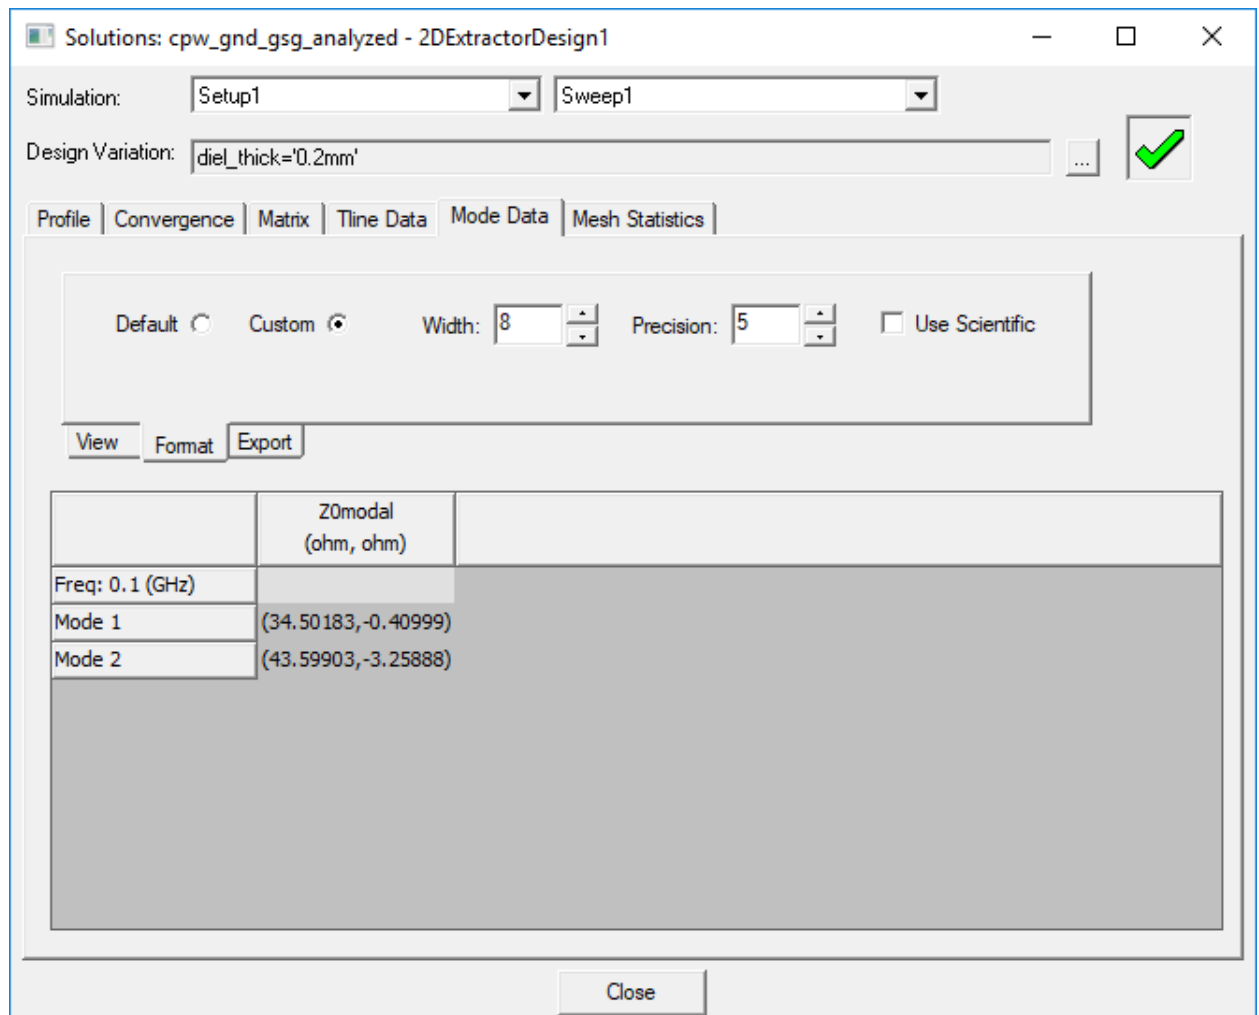 Solutions: cpw_gnd_gsg_analyzed - 2DExtractorDesign1
Simulation: Setup1 Sweep1
Design Variation: diel_thick='0.2mm' ...
Profile Convergence Matrix Tline Data Mode Data Mesh Statistics
Default Custom Width: 8 Precision: 5 Use Scientific
View Format Export
Z0modal
(ohm, ohm)
Freq: 0.1 (GHz)
Mode 1 (34.50183,-0.40999)
Mode 2 (43.59903,-3.25888)
Close